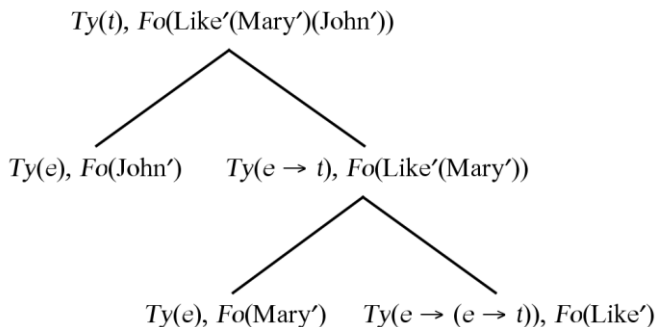 Ty(t), Fo(Like′(Mary′)(John′))
Ty(e), Fo(John′) Ty(e → t), Fo(Like′(Mary′))
Ty(e), Fo(Mary′) Ty(e → (e → t)), Fo(Like′)